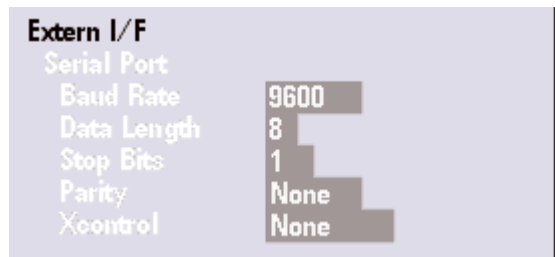 Extern I/F
Serial Port
Baud Rate 9600
Data Length 8
Stop Bits 1
Parity None
Xcontrol None